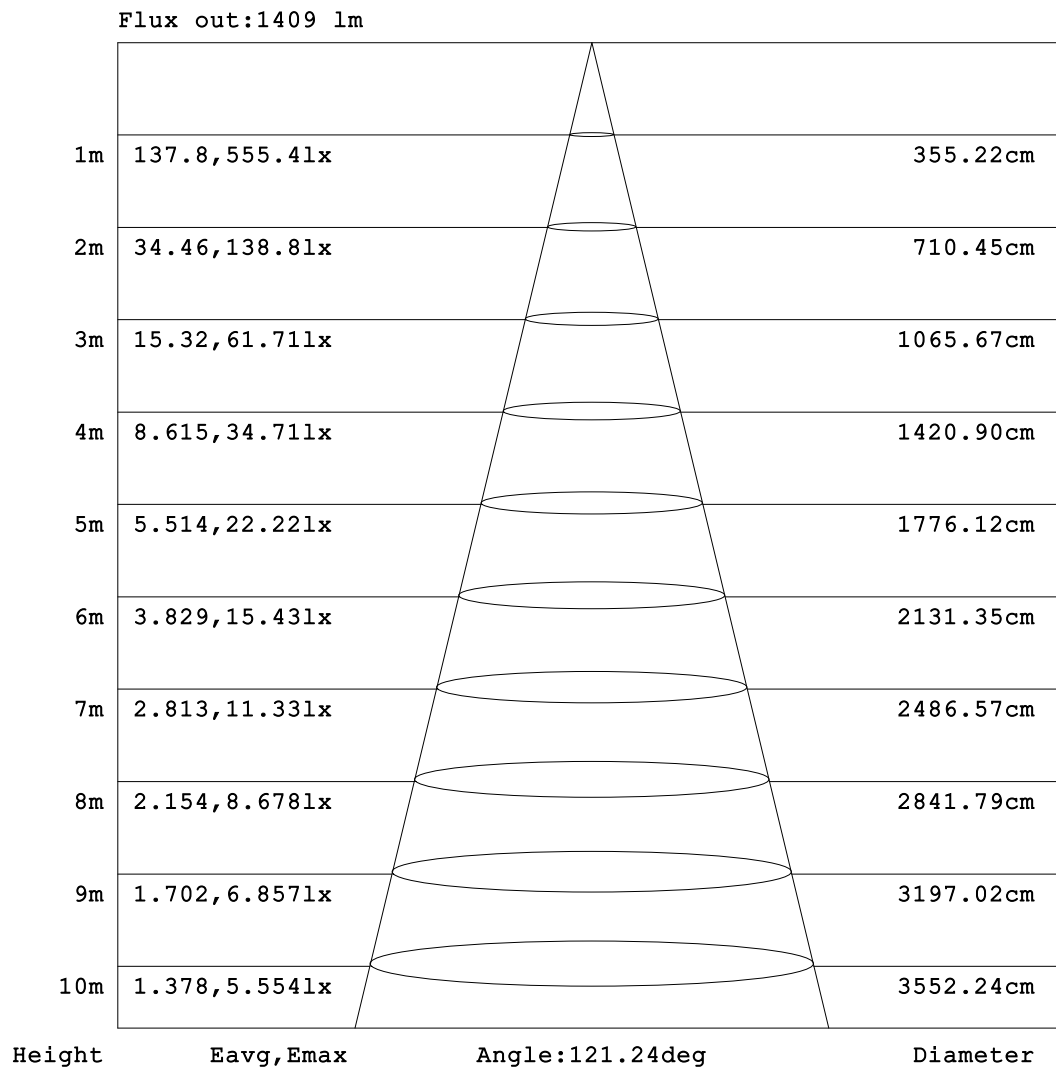 Flux out:1409 lm
1m 137.8,555.4lx 355.22cm
2m 34.46,138.8lx 710.45cm
3m 15.32,61.71lx 1065.67cm
4m 8.615,34.71lx 1420.90cm
5m 5.514,22.22lx 1776.12cm
6m 3.829,15.43lx 2131.35cm
7m 2.813,11.33lx 2486.57cm
8m 2.154,8.678lx 2841.79cm
9m 1.702,6.857lx 3197.02cm
10m 1.378,5.554lx 3552.24cm
Height Eavg,Emax Angle:121.24deg Diameter